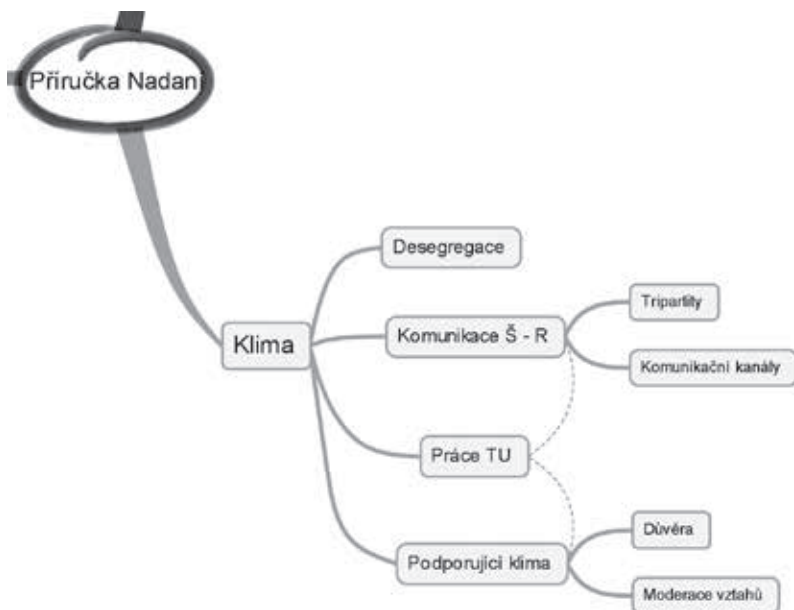 Příručka Nadaní
Desegregace
Klima
Komunikace Š - R
Tripartity
Komunikační kanály
Práce TU
Podporující klima
Důvěra
Moderace vztahů